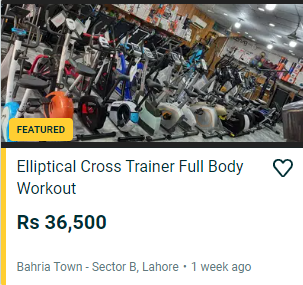 FEATURED
Elliptical Cross Trainer Full Body
Workout
Rs 36,500
Bahria Town - Sector B, Lahore • 1 week ago